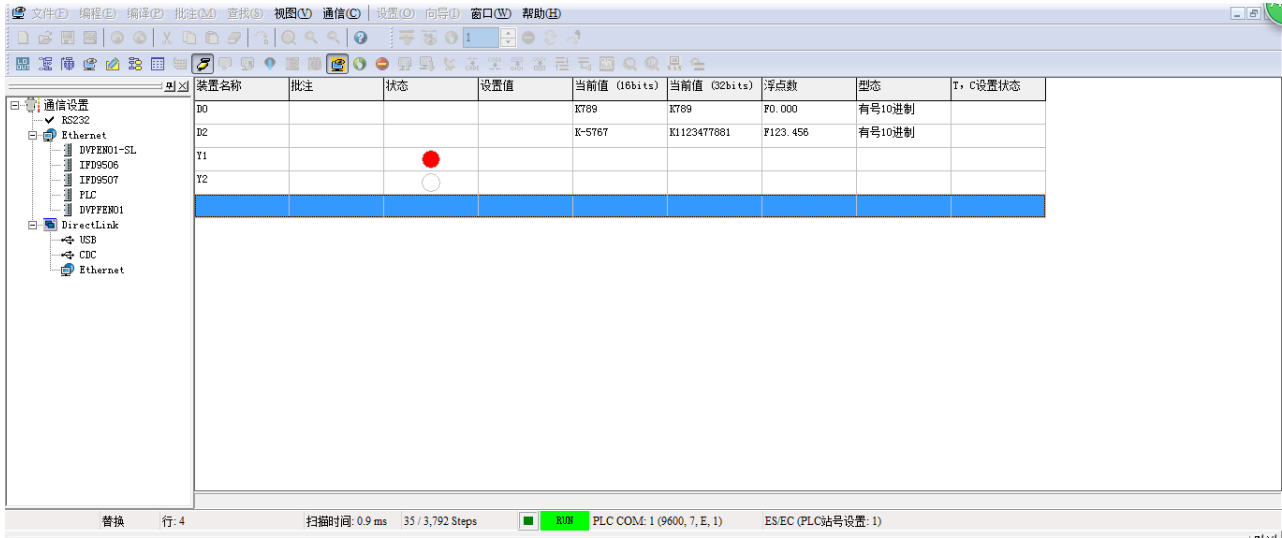 文件(F) 编程(E) 编译(P) 批注(M) 查找(S) 视图(V) 通信(C) 设置(O) 向导(I) 窗口(W) 帮助(H)
1
装置名称 批注 状态 设置值 当前值 (16bits) 当前值 (32bits) 浮点数 型态 T, C设置状态
通信设置
RS232
Ethernet
DVPEN01-SL
IFD9506
IFD9507
PLC
DVPFEN01
DirectLink
USB
CDC
Ethernet
D0 K789 K789 F0.000 有号10进制
D2 K-5767 K1123477881 F123.456 有号10进制
Y1
Y2
替换 行: 4 扫描时间: 0.9 ms 35 / 3,792 Steps RUN PLC COM: 1 (9600, 7, E, 1) ES/EC (PLC站号设置: 1)